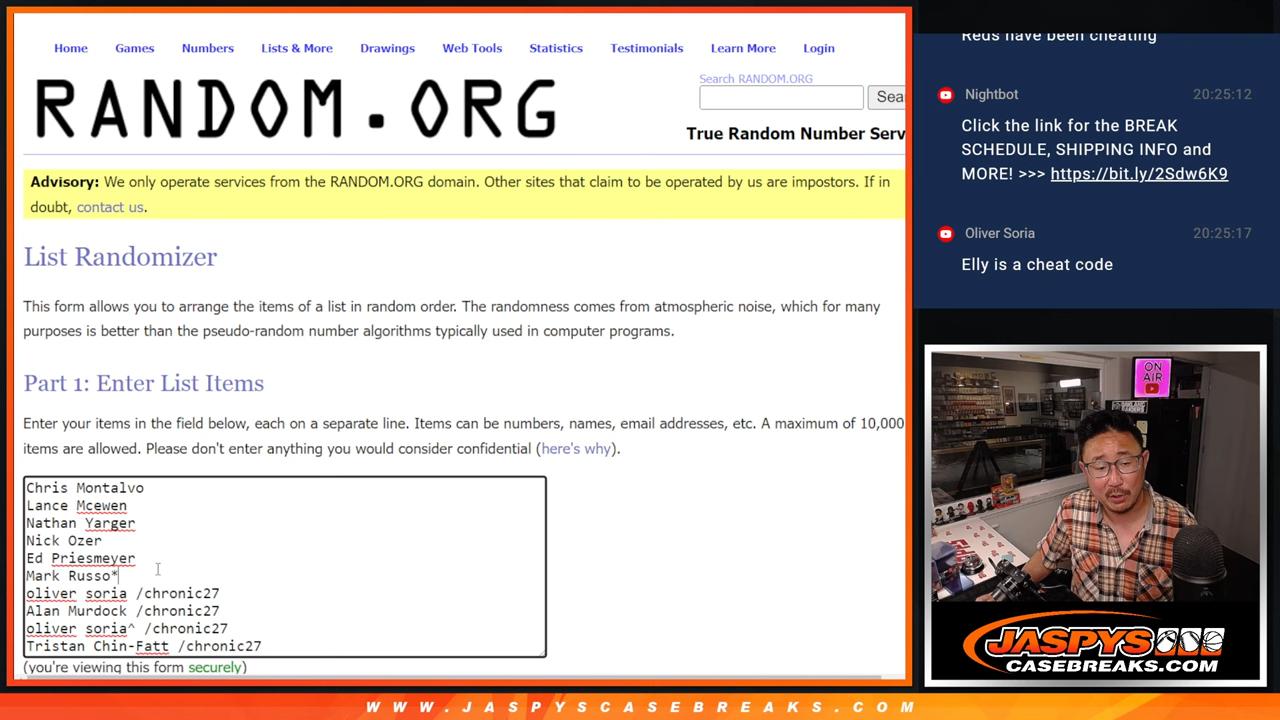 Home Games Numbers Lists & More Drawings Web Tools Statistics Testimonials Learn More Login
RANDOM.ORG
Search RANDOM.ORG
Sea
True Random Number Serv
Advisory: We only operate services from the RANDOM.ORG domain. Other sites that claim to be operated by us are impostors. If in
doubt, contact us.
List Randomizer
This form allows you to arrange the items of a list in random order. The randomness comes from atmospheric noise, which for many
purposes is better than the pseudo-random number algorithms typically used in computer programs.
Part 1: Enter List Items
Enter your items in the field below, each on a separate line. Items can be numbers, names, email addresses, etc. A maximum of 10,000
items are allowed. Please don't enter anything you would consider confidential (here's why).
Chris Montalvo
Lance Mcewen
Nathan Yarger
Nick Ozer
Ed Priesmeyer
Mark Russo*
oliver soria /chronic27
Alan Murdock /chronic27
oliver soria^ /chronic27
Tristan Chin-Fatt /chronic27
(you're viewing this form securely)
Reds have been cheating
Nightbot 20:25:12
Click the link for the BREAK
SCHEDULE, SHIPPING INFO and
MORE! >>> https://bit.ly/2Sdw6K9
Oliver Soria 20:25:17
Elly is a cheat code
ON
AIR
JASPYS
CASEBREAKS.COM
WWW.JASPYSCASEBREAKS.COM